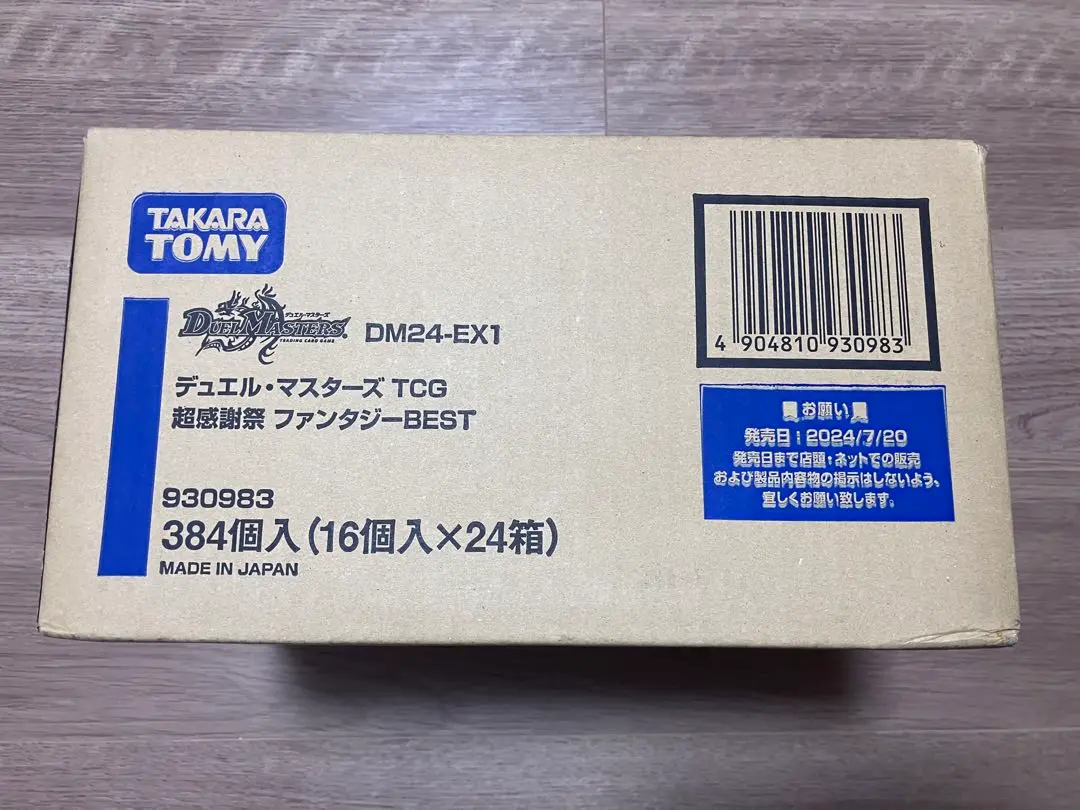 TAKARA
TOMY
デュエル・マスターズ
DUEL MASTERS
TRADING CARD GAME
DM24-EX1
デュエル・マスターズ TCG
超感謝祭 ファンタジーBEST
930983
384個入(16個入×24箱)
MADE IN JAPAN
4 904810 930983
お願い
発売日:2024/7/20
発売日まで店頭・ネットでの販売
および製品内容物の掲示はしないよう、
宜しくお願い致します。